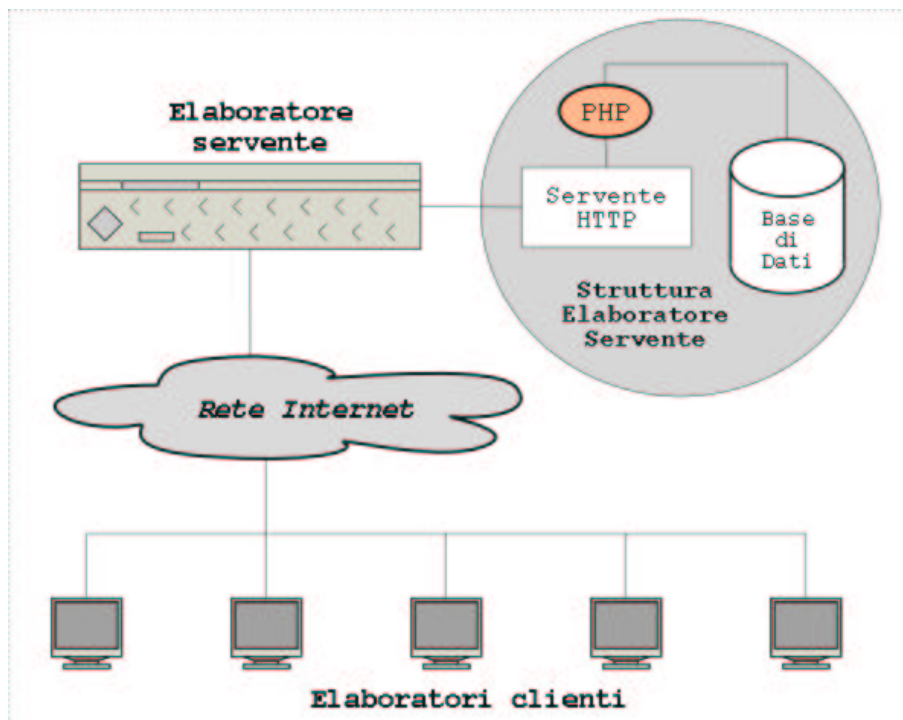 Elaboratore
servente
PHP
Servente
HTTP
Base
di
Dati
Struttura
Elaboratore
Servente
Rete Internet
Elaboratori clienti